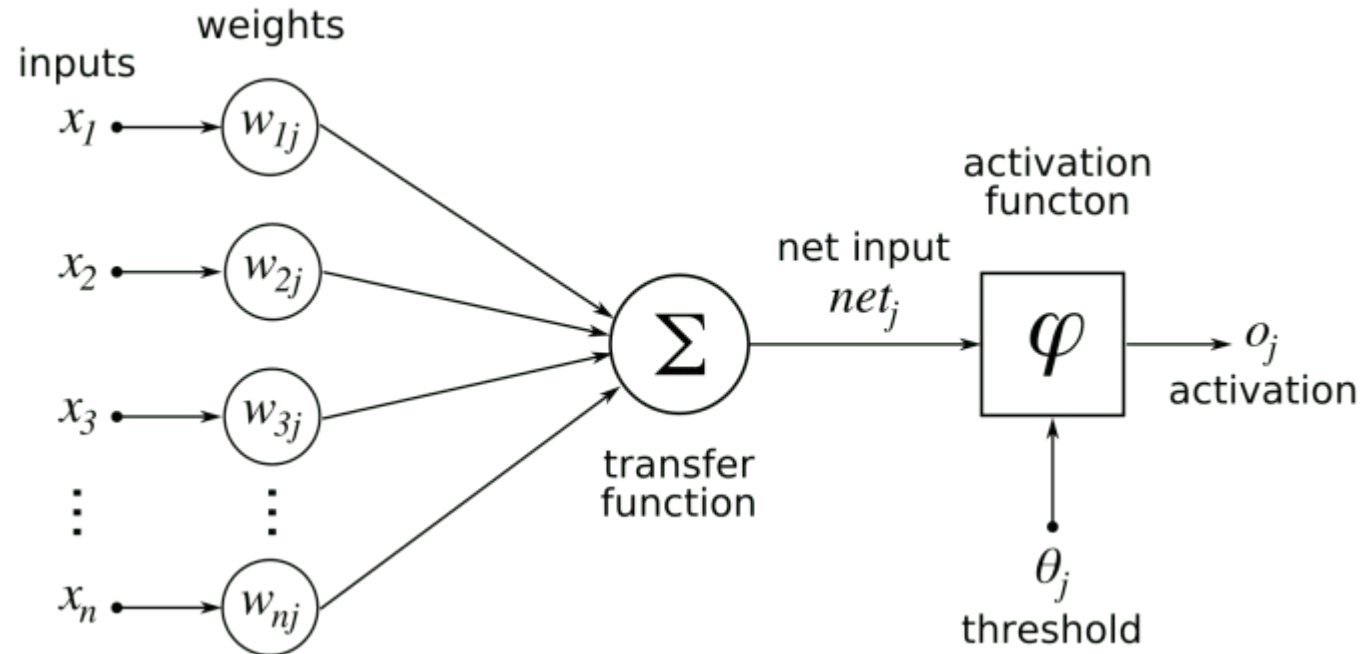 weights
inputs
x₁
w₁ⱼ
activation
functon
x₂
w₂ⱼ
net input
netⱼ
Σ
φ
oⱼ
activation
x₃
w₃ⱼ
transfer
function
⋮ ⋮
θⱼ
threshold
xₙ
wₙⱼ